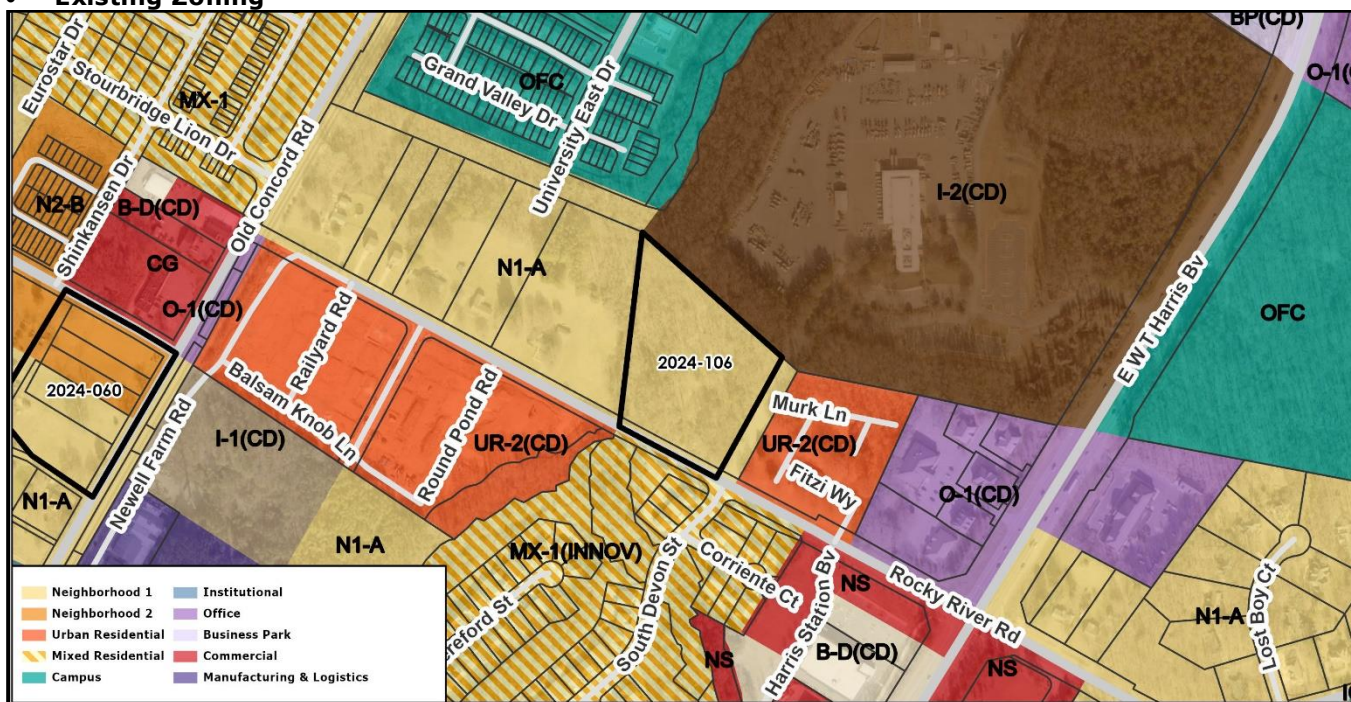 • Existing Zoning
BP(CD)
O-1(C
Eurostar Dr
Stourbridge Lion Dr
MX-1
Grand Valley Dr
OFC
University East Dr
Old Concord Rd
I-2(CD)
N2-B
Shinkansen Dr
B-D(CD)
CG
O-1(CD)
N1-A
E W T Harris Bv
OFC
2024-060
Railyard Rd
Balsam Knob Ln
Round Pond Rd
2024-106
Murk Ln
UR-2(CD)
Fitzi Wy
O-1(CD)
Newell Farm Rd
I-1(CD)
UR-2(CD)
N1-A
N1-A
MX-1(INNOV)
Corriente Ct
South Devon St
ereford St
NS
Harris Station Bv
Rocky River Rd
NS
B-D(CD)
NS
N1-A
Lost Boy Ct
Neighborhood 1
Neighborhood 2
Urban Residential
Mixed Residential
Campus
Institutional
Office
Business Park
Commercial
Manufacturing & Logistics